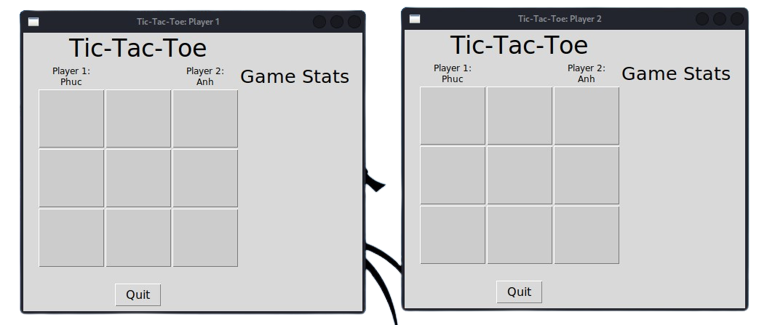 Tic-Tac-Toe: Player 1
Tic-Tac-Toe
Player 1:
Phuc
Player 2:
Anh
Game Stats
Quit
Tic-Tac-Toe: Player 2
Tic-Tac-Toe
Player 1:
Phuc
Player 2:
Anh
Game Stats
Quit